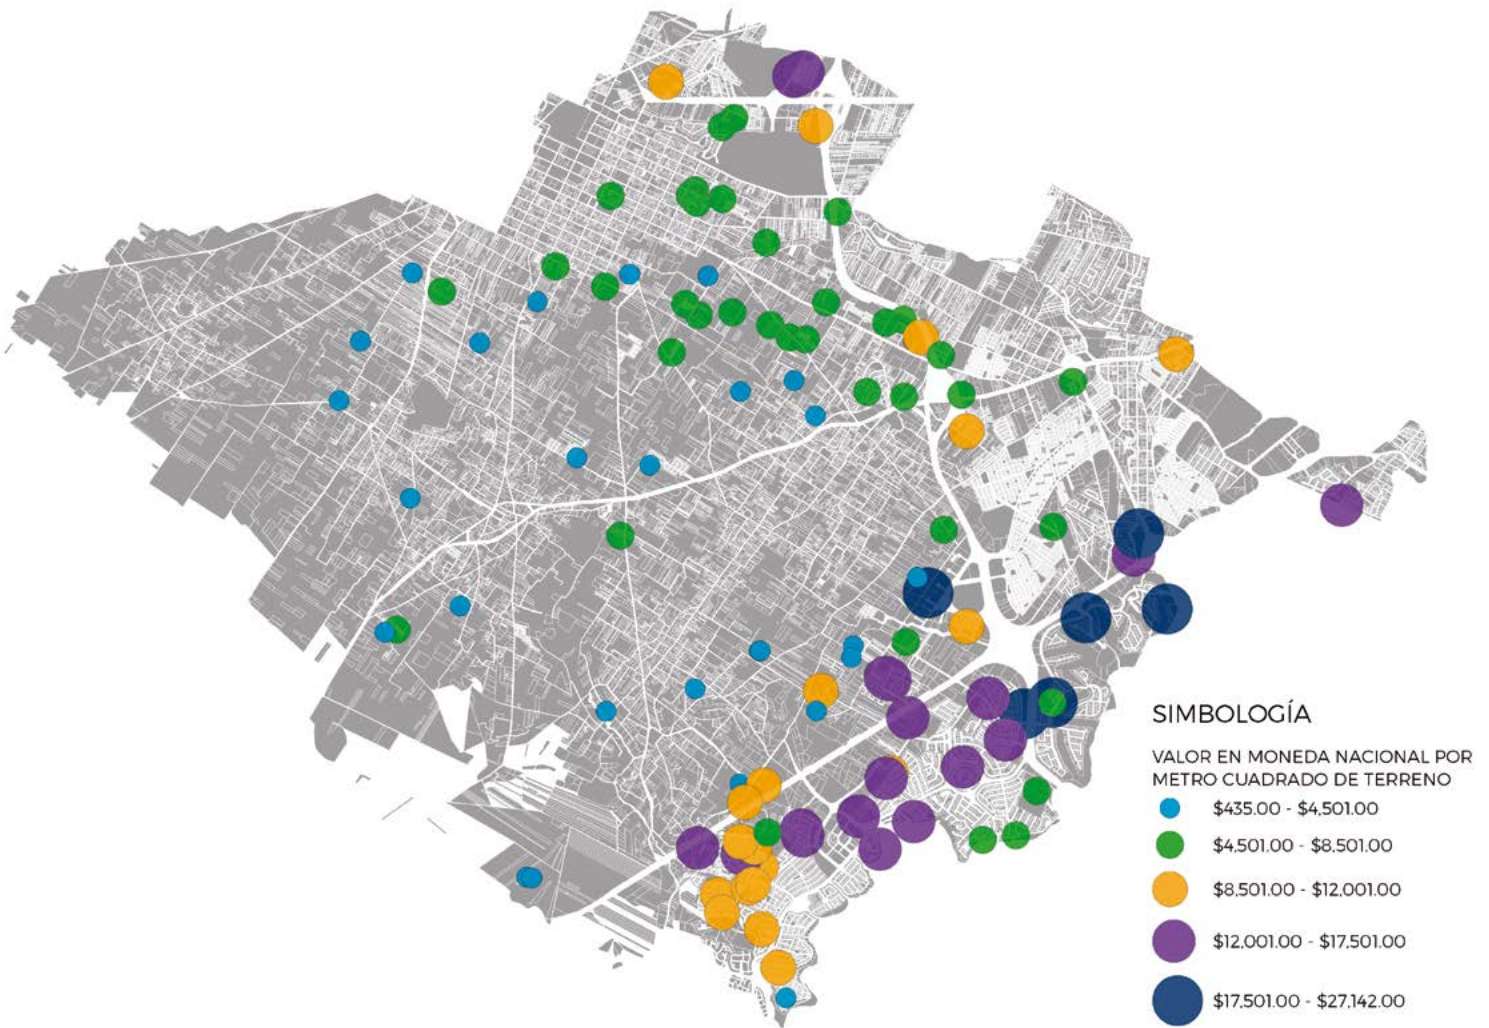 SIMBOLOGÍA
VALOR EN MONEDA NACIONAL POR
METRO CUADRADO DE TERRENO
$435.00 - $4,501.00
$4,501.00 - $8,501.00
$8,501.00 - $12,001.00
$12,001.00 - $17,501.00
$17,501.00 - $27,142.00